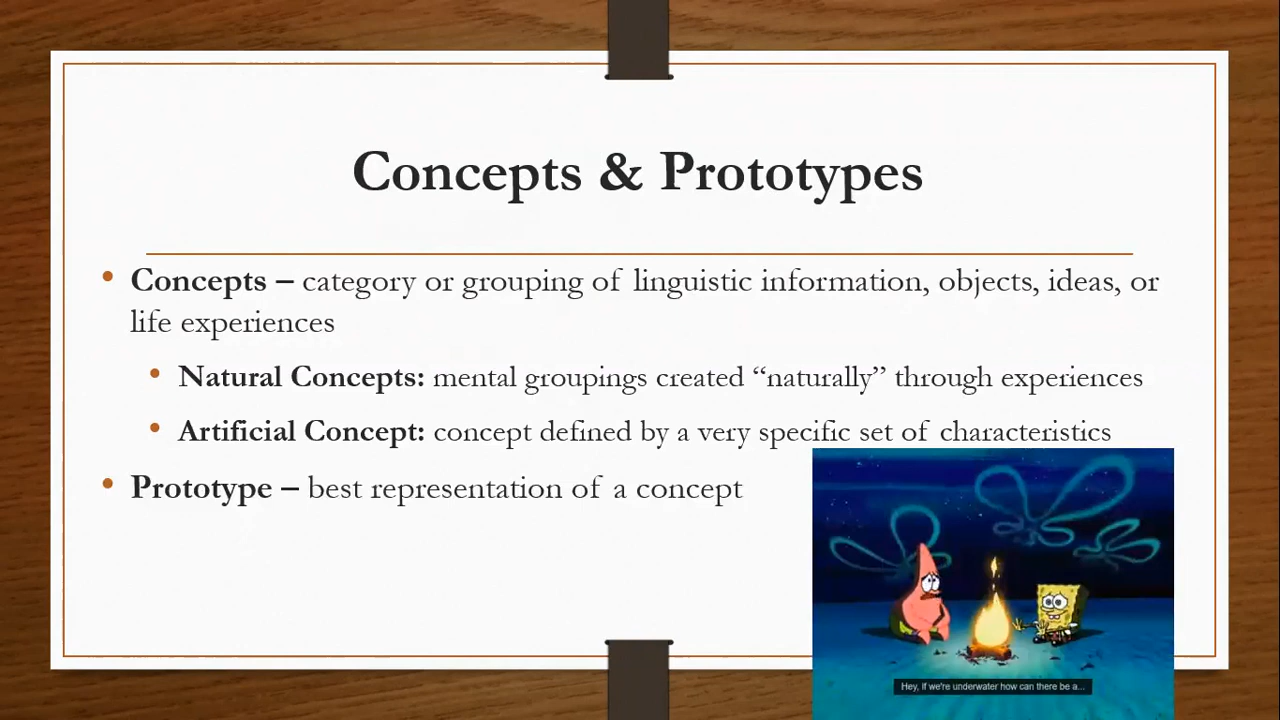 Concepts & Prototypes
• Concepts – category or grouping of linguistic information, objects, ideas, or
life experiences
• Natural Concepts: mental groupings created “naturally” through experiences
• Artificial Concept: concept defined by a very specific set of characteristics
• Prototype – best representation of a concept
Hey, if we're underwater how can there be a...